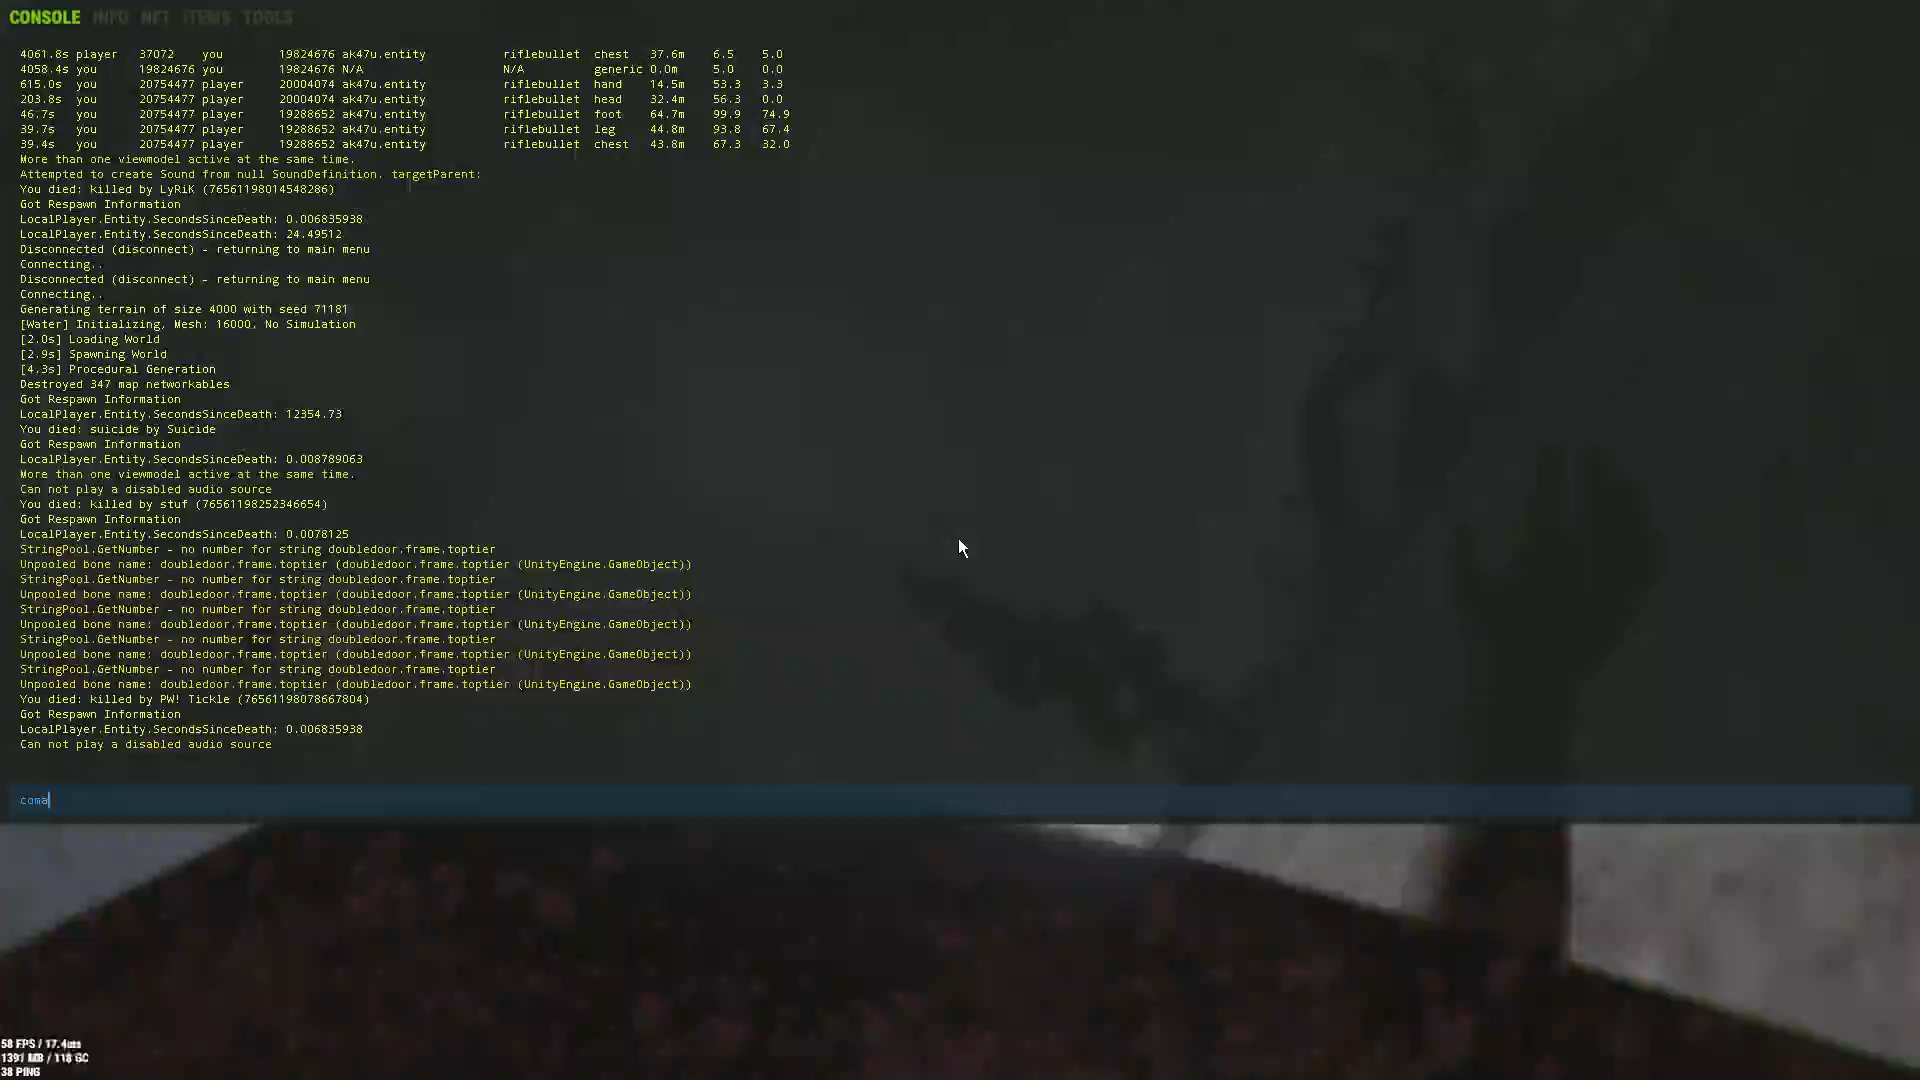 CONSOLE INFO NET ITEMS TOOLS
4061.8s player 37072 you 19824676 ak47u.entity riflebullet chest 37.6m 6.5 5.0
4058.4s you 19824676 you 19824676 N/A N/A generic 0.0m 5.0 0.0
615.0s you 20754477 player 20004074 ak47u.entity riflebullet hand 14.5m 53.3 3.3
203.8s you 20754477 player 20004074 ak47u.entity riflebullet head 32.4m 56.3 0.0
46.7s you 20754477 player 19288652 ak47u.entity riflebullet foot 64.7m 99.9 74.9
39.7s you 20754477 player 19288652 ak47u.entity riflebullet leg 44.8m 93.8 67.4
39.4s you 20754477 player 19288652 ak47u.entity riflebullet chest 43.8m 67.3 32.0
More than one viewmodel active at the same time.
Attempted to create Sound from null SoundDefinition. targetParent:
You died: killed by LyRiK (76561198014548286)
Got Respawn Information
LocalPlayer.Entity.SecondsSinceDeath: 0.006835938
LocalPlayer.Entity.SecondsSinceDeath: 24.49512
Disconnected (disconnect) - returning to main menu
Connecting..
Disconnected (disconnect) - returning to main menu
Connecting..
Generating terrain of size 4000 with seed 71181
[Water] Initializing, Mesh: 16000, No Simulation
[2.0s] Loading World
[2.9s] Spawning World
[4.3s] Procedural Generation
Destroyed 347 map networkables
Got Respawn Information
LocalPlayer.Entity.SecondsSinceDeath: 12354.73
You died: suicide by Suicide
Got Respawn Information
LocalPlayer.Entity.SecondsSinceDeath: 0.008789063
More than one viewmodel active at the same time.
Can not play a disabled audio source
You died: killed by stuf (76561198252346654)
Got Respawn Information
LocalPlayer.Entity.SecondsSinceDeath: 0.0078125
StringPool.GetNumber - no number for string doubledoor.frame.toptier
Unpooled bone name: doubledoor.frame.toptier (doubledoor.frame.toptier (UnityEngine.GameObject))
StringPool.GetNumber - no number for string doubledoor.frame.toptier
Unpooled bone name: doubledoor.frame.toptier (doubledoor.frame.toptier (UnityEngine.GameObject))
StringPool.GetNumber - no number for string doubledoor.frame.toptier
Unpooled bone name: doubledoor.frame.toptier (doubledoor.frame.toptier (UnityEngine.GameObject))
StringPool.GetNumber - no number for string doubledoor.frame.toptier
Unpooled bone name: doubledoor.frame.toptier (doubledoor.frame.toptier (UnityEngine.GameObject))
StringPool.GetNumber - no number for string doubledoor.frame.toptier
Unpooled bone name: doubledoor.frame.toptier (doubledoor.frame.toptier (UnityEngine.GameObject))
You died: killed by PW! Tickle (76561198078667804)
Got Respawn Information
LocalPlayer.Entity.SecondsSinceDeath: 0.006835938
Can not play a disabled audio source
coma
58 FPS / 17.4ms
1391 MB / 118 GC
38 PING